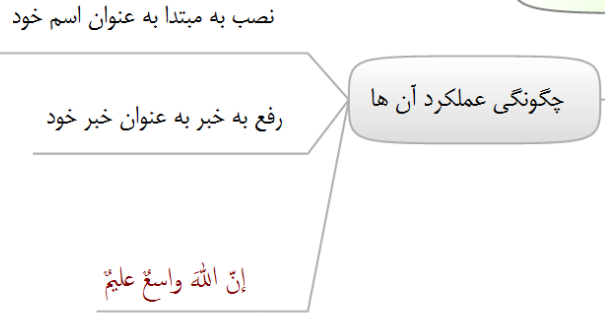 چگونگی عملکرد آن ها
نصب به مبتدا به عنوان اسم خود
رفع به خبر به عنوان خبر خود
إنّ اللهَ واسعٌ علیمٌ